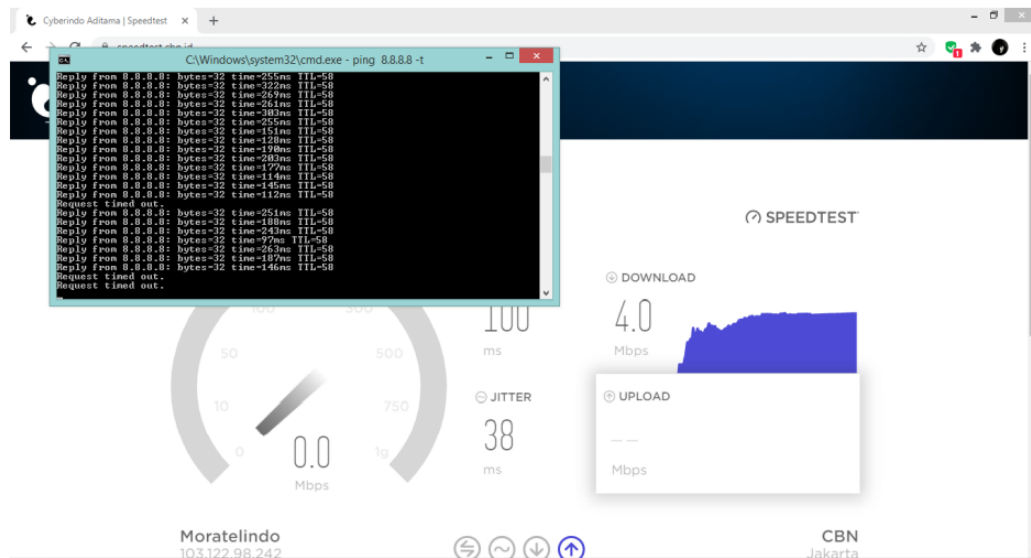 Cyberindo Aditama | Speedtest
C:\Windows\system32\cmd.exe - ping 8.8.8.8 -t
Reply from 8.8.8.8: bytes=32 time=255ms TTL=58
Reply from 8.8.8.8: bytes=32 time=322ms TTL=58
Reply from 8.8.8.8: bytes=32 time=269ms TTL=58
Reply from 8.8.8.8: bytes=32 time=261ms TTL=58
Reply from 8.8.8.8: bytes=32 time=303ms TTL=58
Reply from 8.8.8.8: bytes=32 time=255ms TTL=58
Reply from 8.8.8.8: bytes=32 time=151ms TTL=58
Reply from 8.8.8.8: bytes=32 time=128ms TTL=58
Reply from 8.8.8.8: bytes=32 time=190ms TTL=58
Reply from 8.8.8.8: bytes=32 time=203ms TTL=58
Reply from 8.8.8.8: bytes=32 time=177ms TTL=58
Reply from 8.8.8.8: bytes=32 time=114ms TTL=58
Reply from 8.8.8.8: bytes=32 time=145ms TTL=58
Reply from 8.8.8.8: bytes=32 time=112ms TTL=58
Request timed out.
Reply from 8.8.8.8: bytes=32 time=251ms TTL=58
Reply from 8.8.8.8: bytes=32 time=188ms TTL=58
Reply from 8.8.8.8: bytes=32 time=243ms TTL=58
Reply from 8.8.8.8: bytes=32 time=97ms TTL=58
Reply from 8.8.8.8: bytes=32 time=263ms TTL=58
Reply from 8.8.8.8: bytes=32 time=187ms TTL=58
Reply from 8.8.8.8: bytes=32 time=146ms TTL=58
Request timed out.
Request timed out.
SPEEDTEST
DOWNLOAD
4.0
Mbps
100
ms
100 300
50 500
10 750
0 1g
0.0
Mbps
JITTER
38
ms
UPLOAD
— —
Mbps
Moratelindo
103.122.98.242
CBN
Jakarta
1